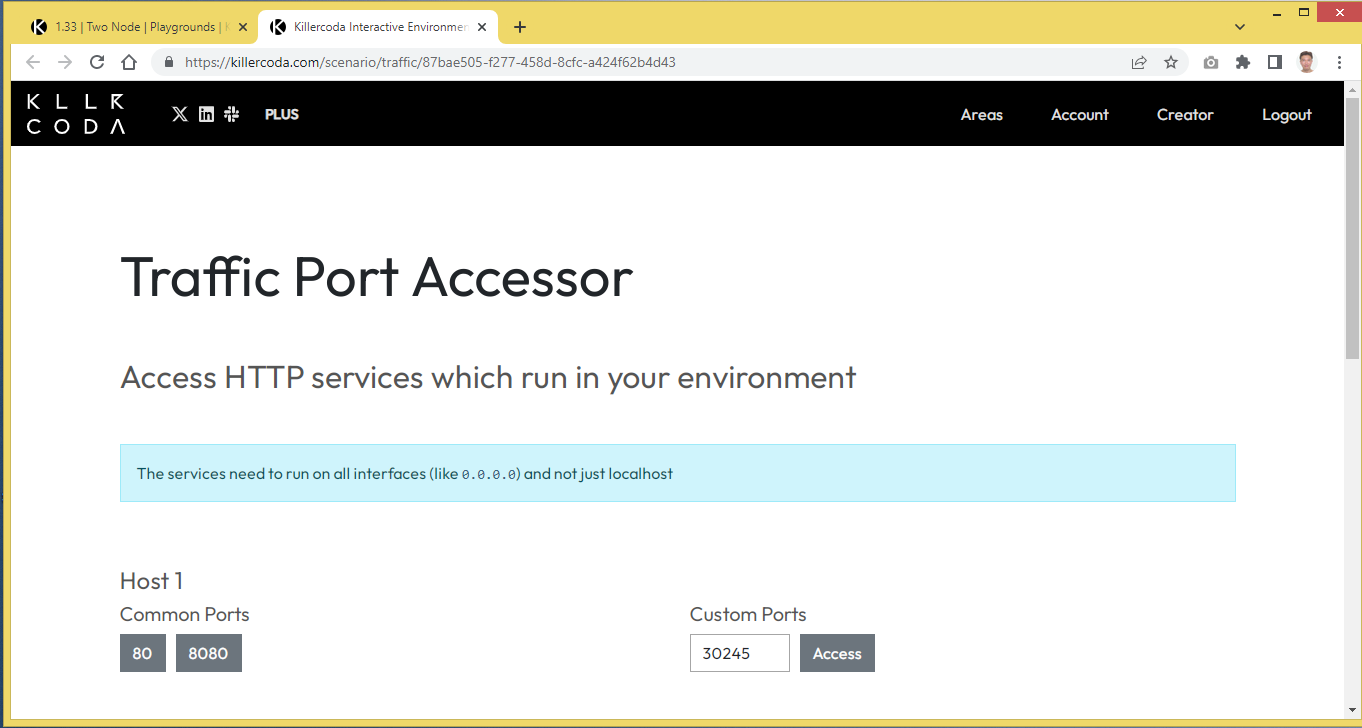 1.33 | Two Node | Playgrounds |
Killercoda Interactive Environmen
https://killercoda.com/scenario/traffic/87bae505-f277-458d-8cfc-a424f62b4d43
KLLR
CODA
PLUS
Areas
Account
Creator
Logout
Traffic Port Accessor
Access HTTP services which run in your environment
The services need to run on all interfaces (like 0.0.0.0) and not just localhost
Host 1
Common Ports
Custom Ports
80
8080
30245
Access